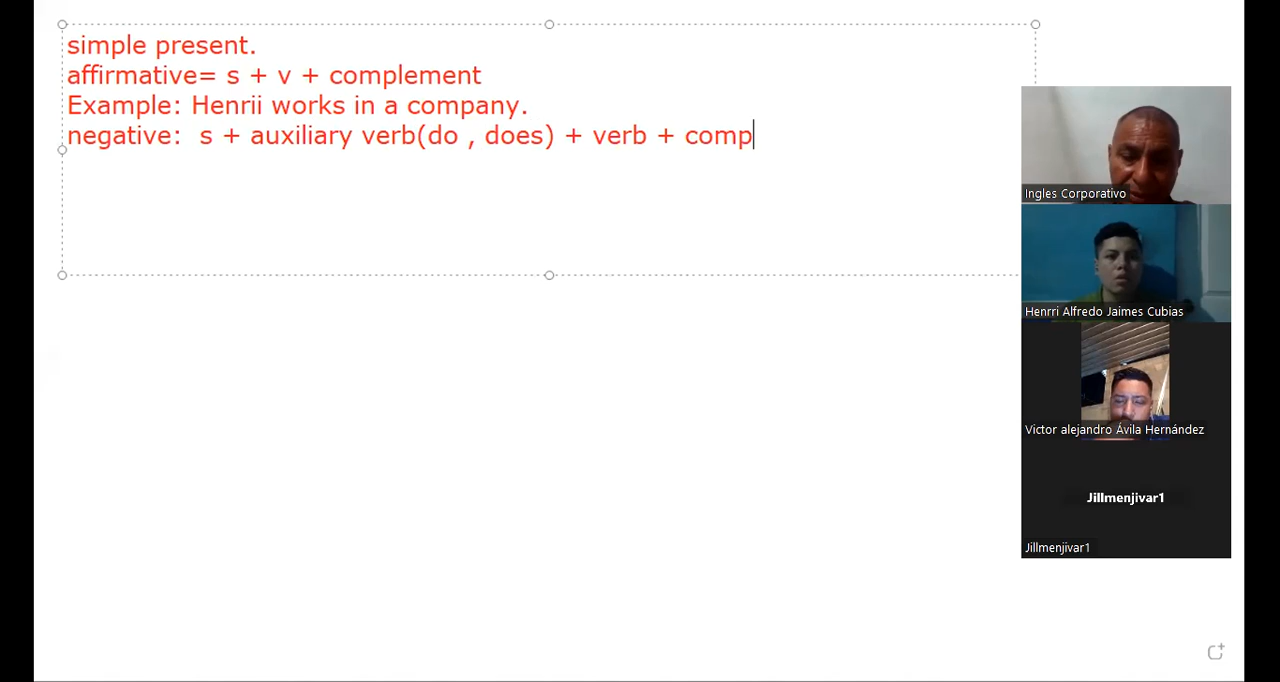 simple present.
affirmative= s + v + complement
Example: Henrii works in a company.
negative:  s + auxiliary verb(do , does) + verb + comp
Ingles Corporativo
Henrri Alfredo Jaimes Cubias
Victor alejandro Ávila Hernández
Jillmenjivar1
Jillmenjivar1